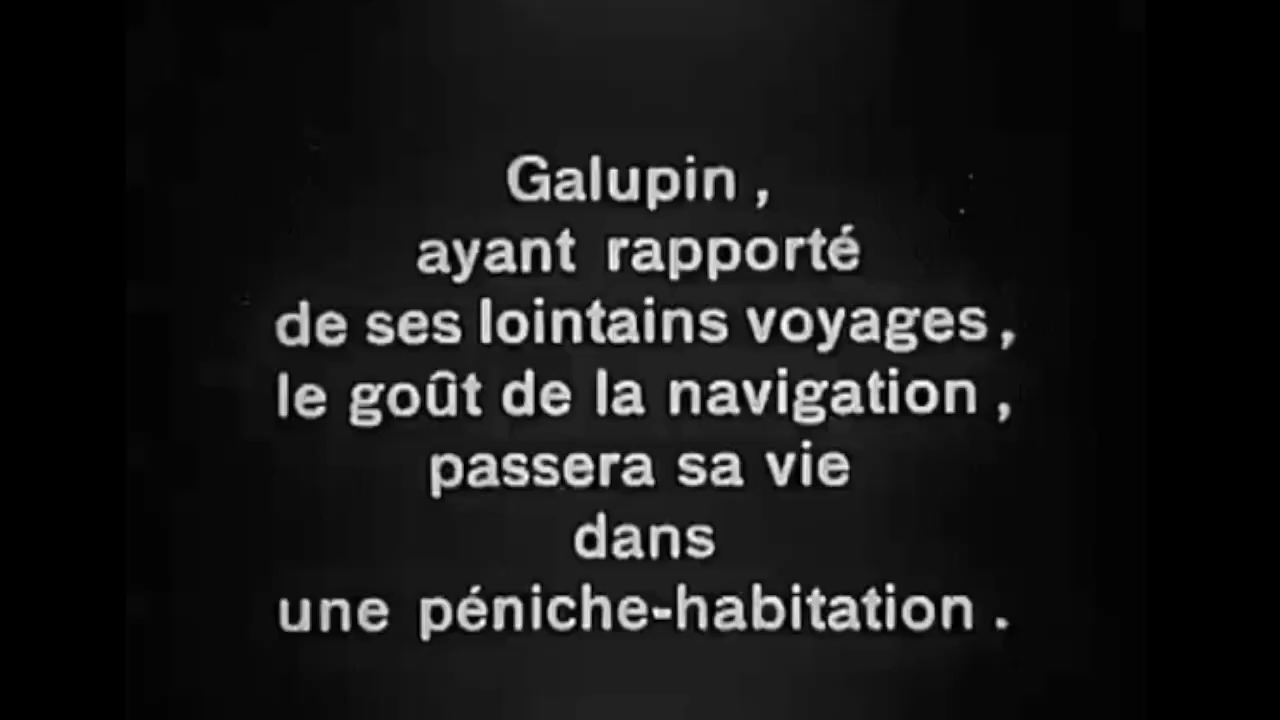 Galupin ,
ayant rapporté
de ses lointains voyages ,
le goût de la navigation ,
passera sa vie
dans
une péniche-habitation .